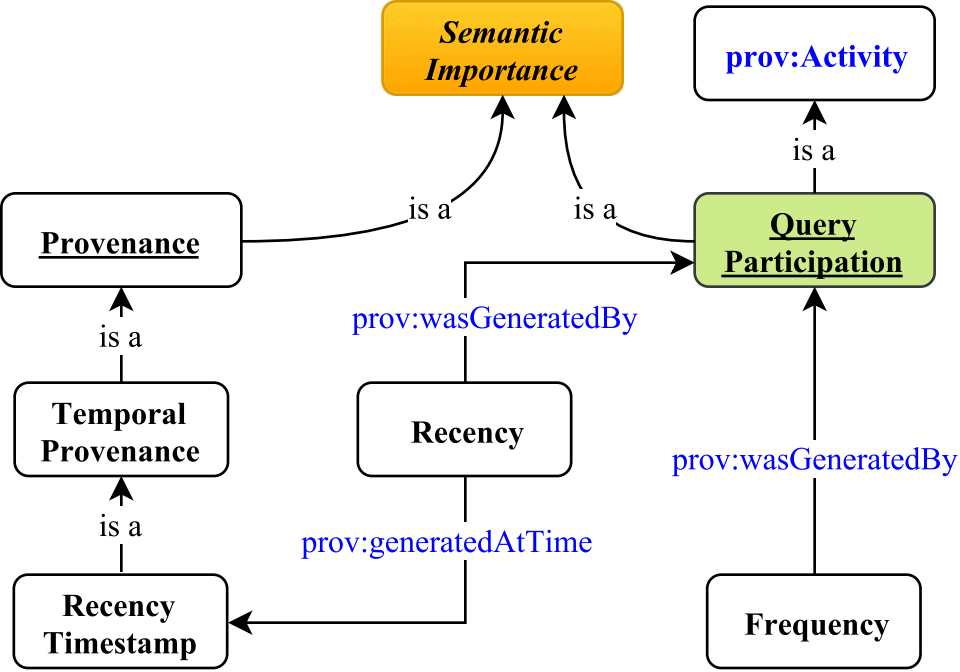 Semantic
Importance
prov:Activity
is a
is a
is a
Provenance
Query
Participation
prov:wasGeneratedBy
is a
Temporal
Provenance
Recency
prov:wasGeneratedBy
is a
prov:generatedAtTime
Recency
Timestamp
Frequency